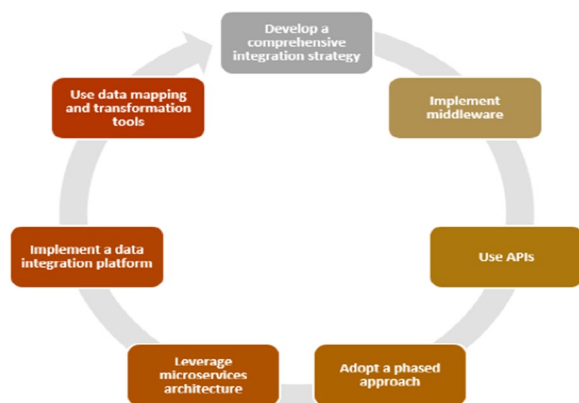 Develop a
comprehensive
integration strategy
Implement
middleware
Use APIs
Adopt a phased
approach
Leverage
microservices
architecture
Implement a data
integration platform
Use data mapping
and transformation
tools